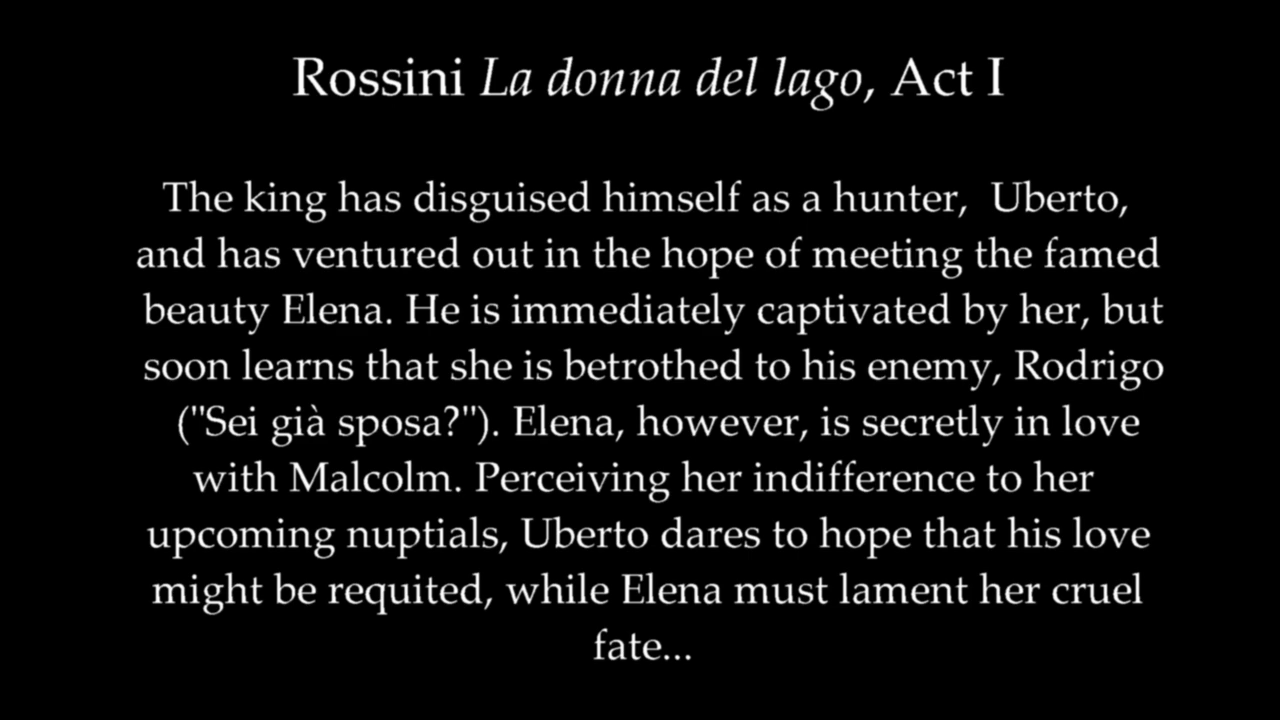 Rossini La donna del lago, Act I
The king has disguised himself as a hunter,  Uberto,
and has ventured out in the hope of meeting the famed
beauty Elena. He is immediately captivated by her, but
soon learns that she is betrothed to his enemy, Rodrigo
("Sei già sposa?"). Elena, however, is secretly in love
with Malcolm. Perceiving her indifference to her
upcoming nuptials, Uberto dares to hope that his love
might be requited, while Elena must lament her cruel
fate...